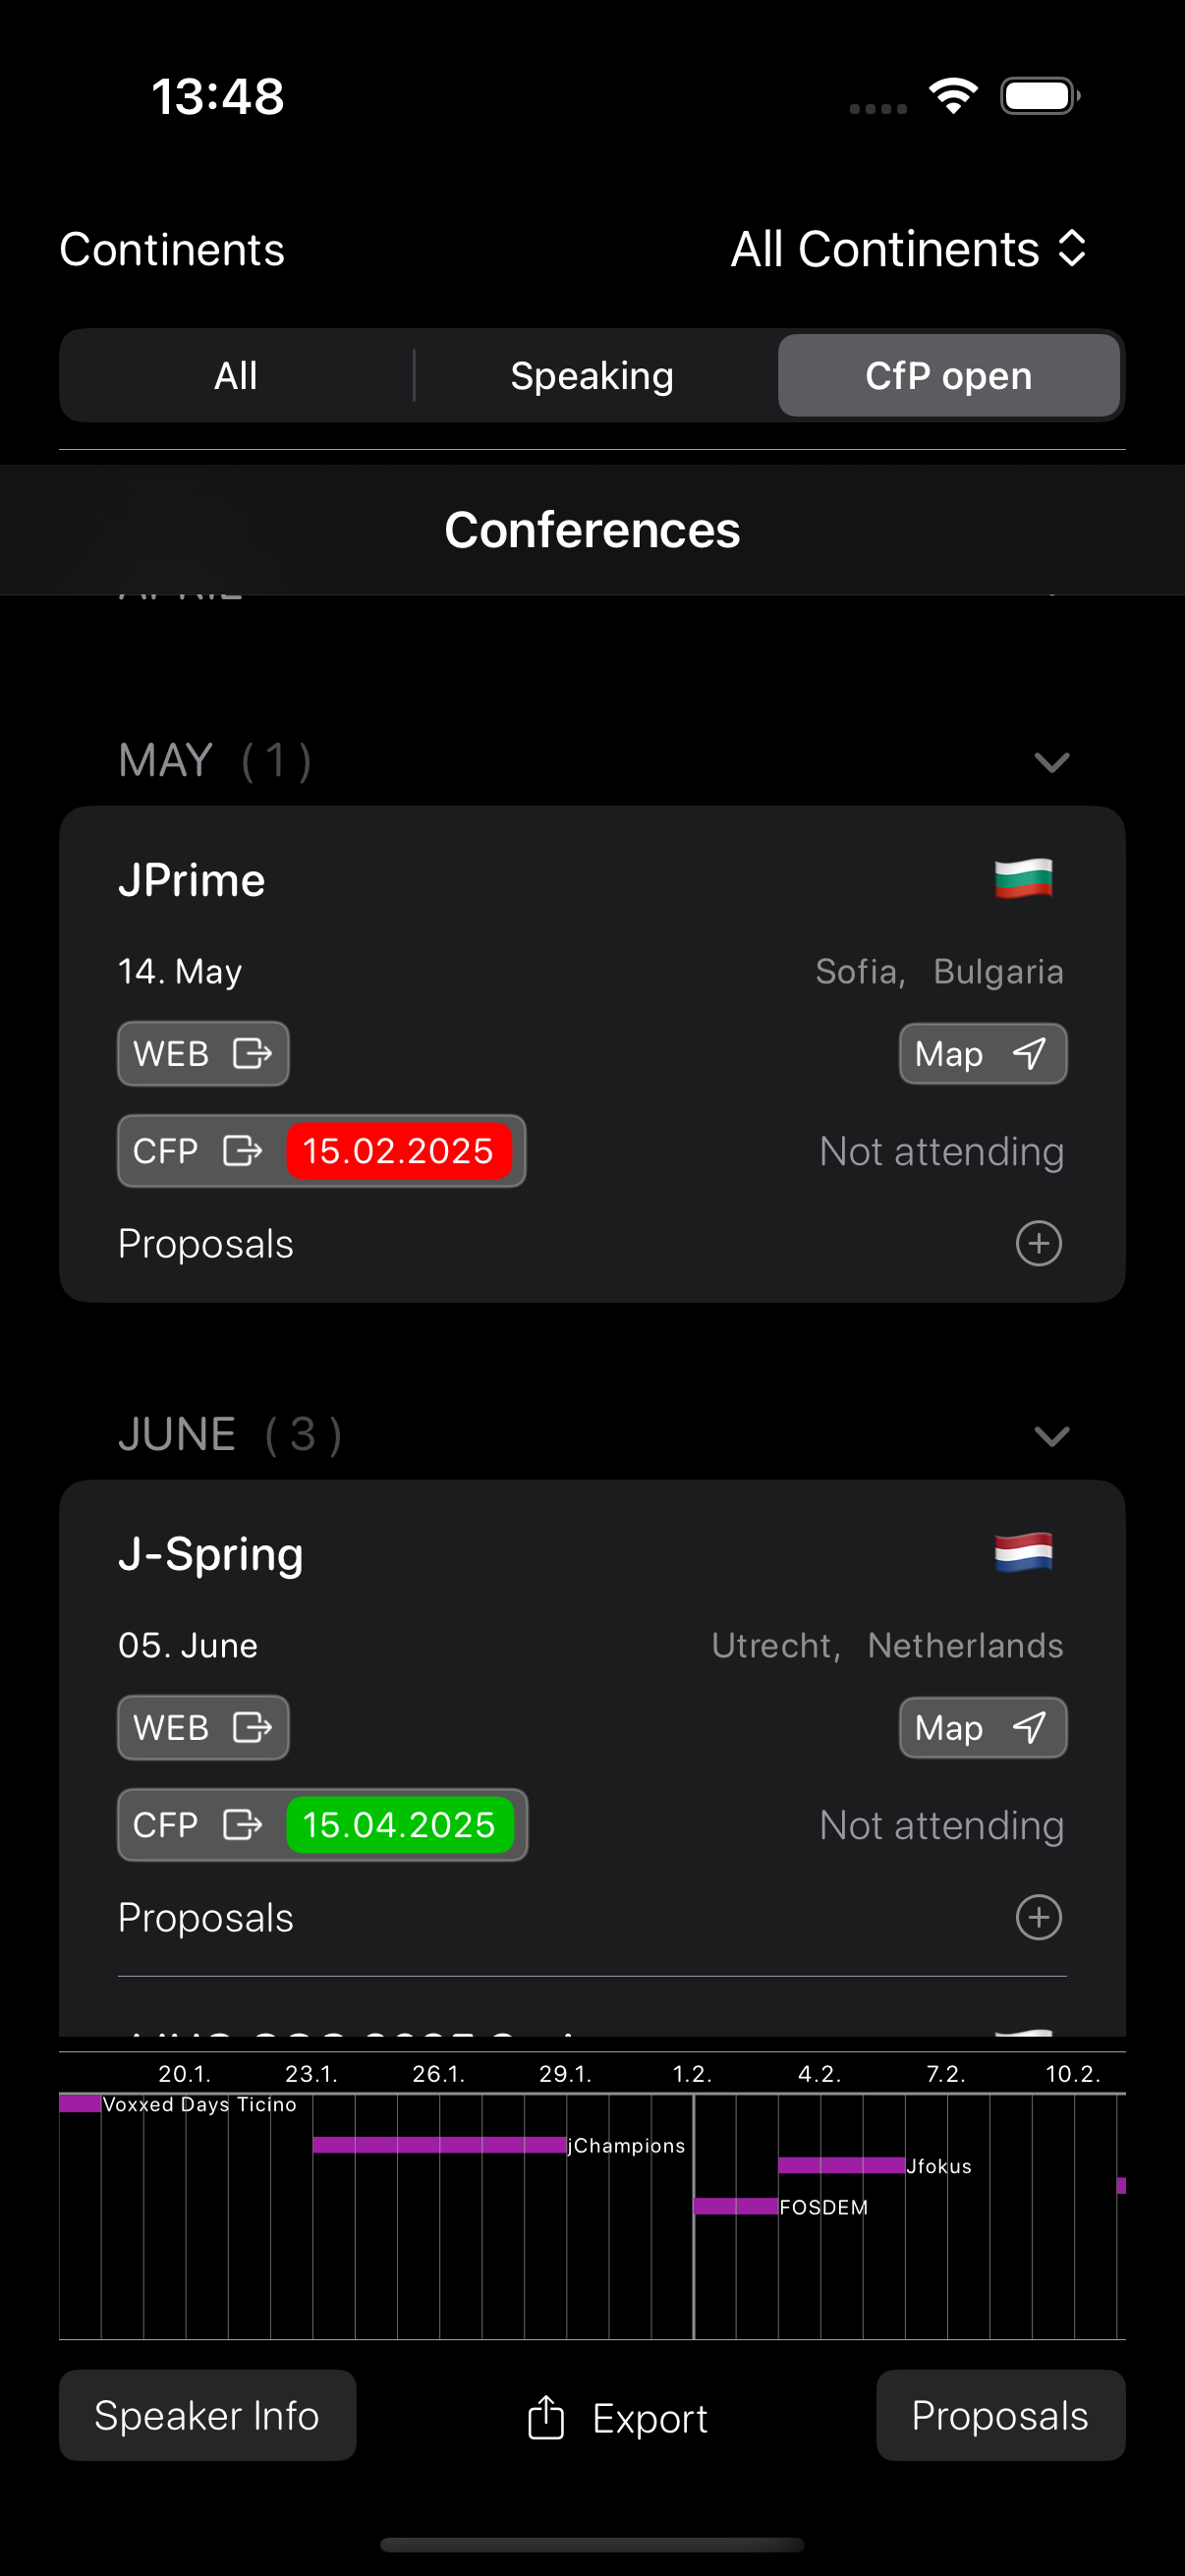 13:48
Continents All Continents
All Speaking CfP open
Conferences
MAY ( 1 )
JPrime
14. May Sofia, Bulgaria
WEB Map
CFP 15.02.2025 Not attending
Proposals
JUNE ( 3 )
J-Spring
05. June Utrecht, Netherlands
WEB Map
CFP 15.04.2025 Not attending
Proposals
20.1. 23.1. 26.1. 29.1. 1.2. 4.2. 7.2. 10.2.
Voxxed Days Ticino
jChampions
Jfokus
FOSDEM
Speaker Info Export Proposals